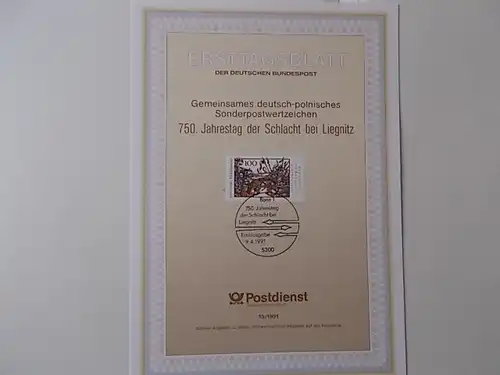 ERSTTAGSBLATT
DER DEUTSCHEN BUNDESPOST
Gemeinsames deutsch-polnisches
Sonderpostwertzeichen
750. Jahrestag der Schlacht bei Liegnitz
100
Bonn 1
750. Jahrestag
der Schlacht bei
Liegnitz
Erstausgabe
9.4.1991
5300
Postdienst
13/1991